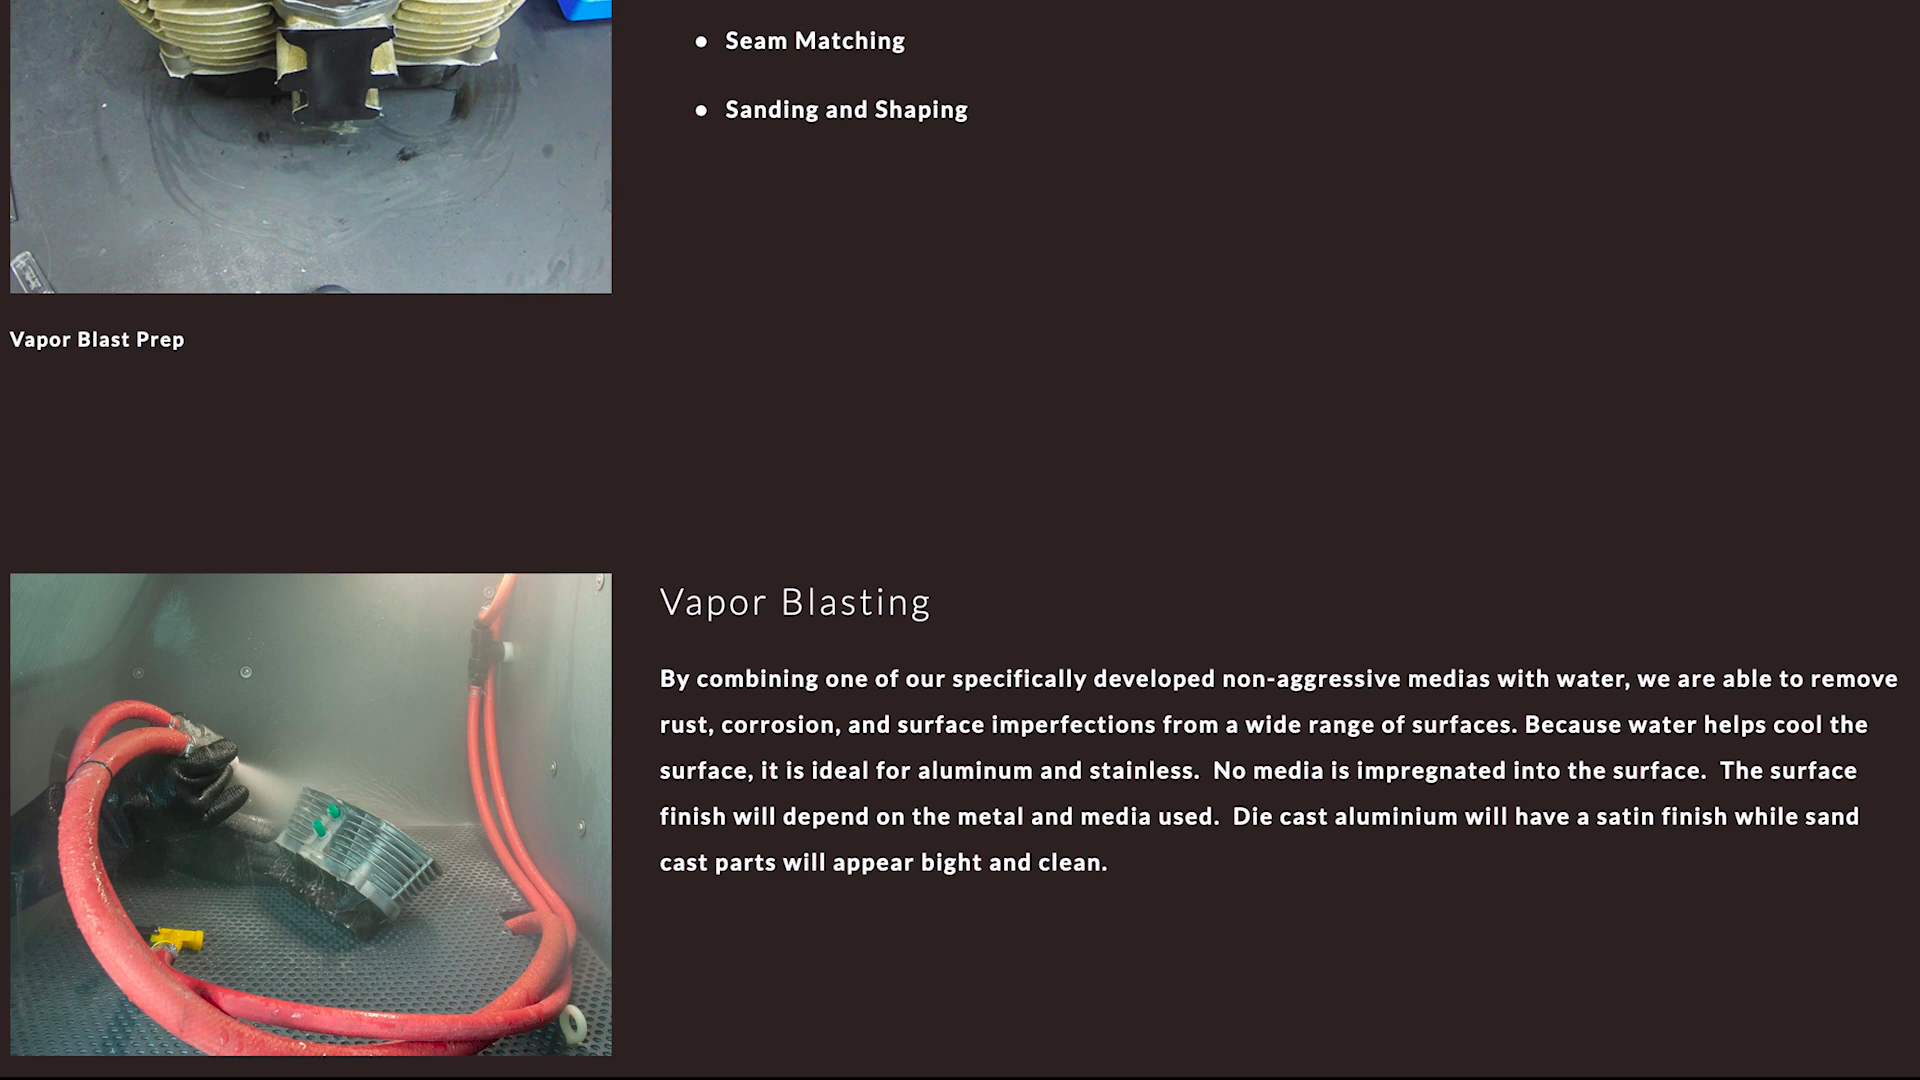 ● Seam Matching
● Sanding and Shaping
Vapor Blast Prep
Vapor Blasting
By combining one of our specifically developed non-aggressive medias with water, we are able to remove
rust, corrosion, and surface imperfections from a wide range of surfaces. Because water helps cool the
surface, it is ideal for aluminum and stainless.  No media is impregnated into the surface.  The surface
finish will depend on the metal and media used.  Die cast aluminium will have a satin finish while sand
cast parts will appear bight and clean.